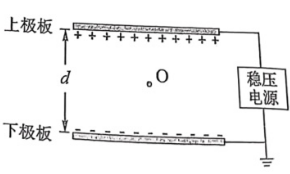 上极板
+ + + + + + + + + +
d
O
稳压
电源
下极板
- - - - - - - -